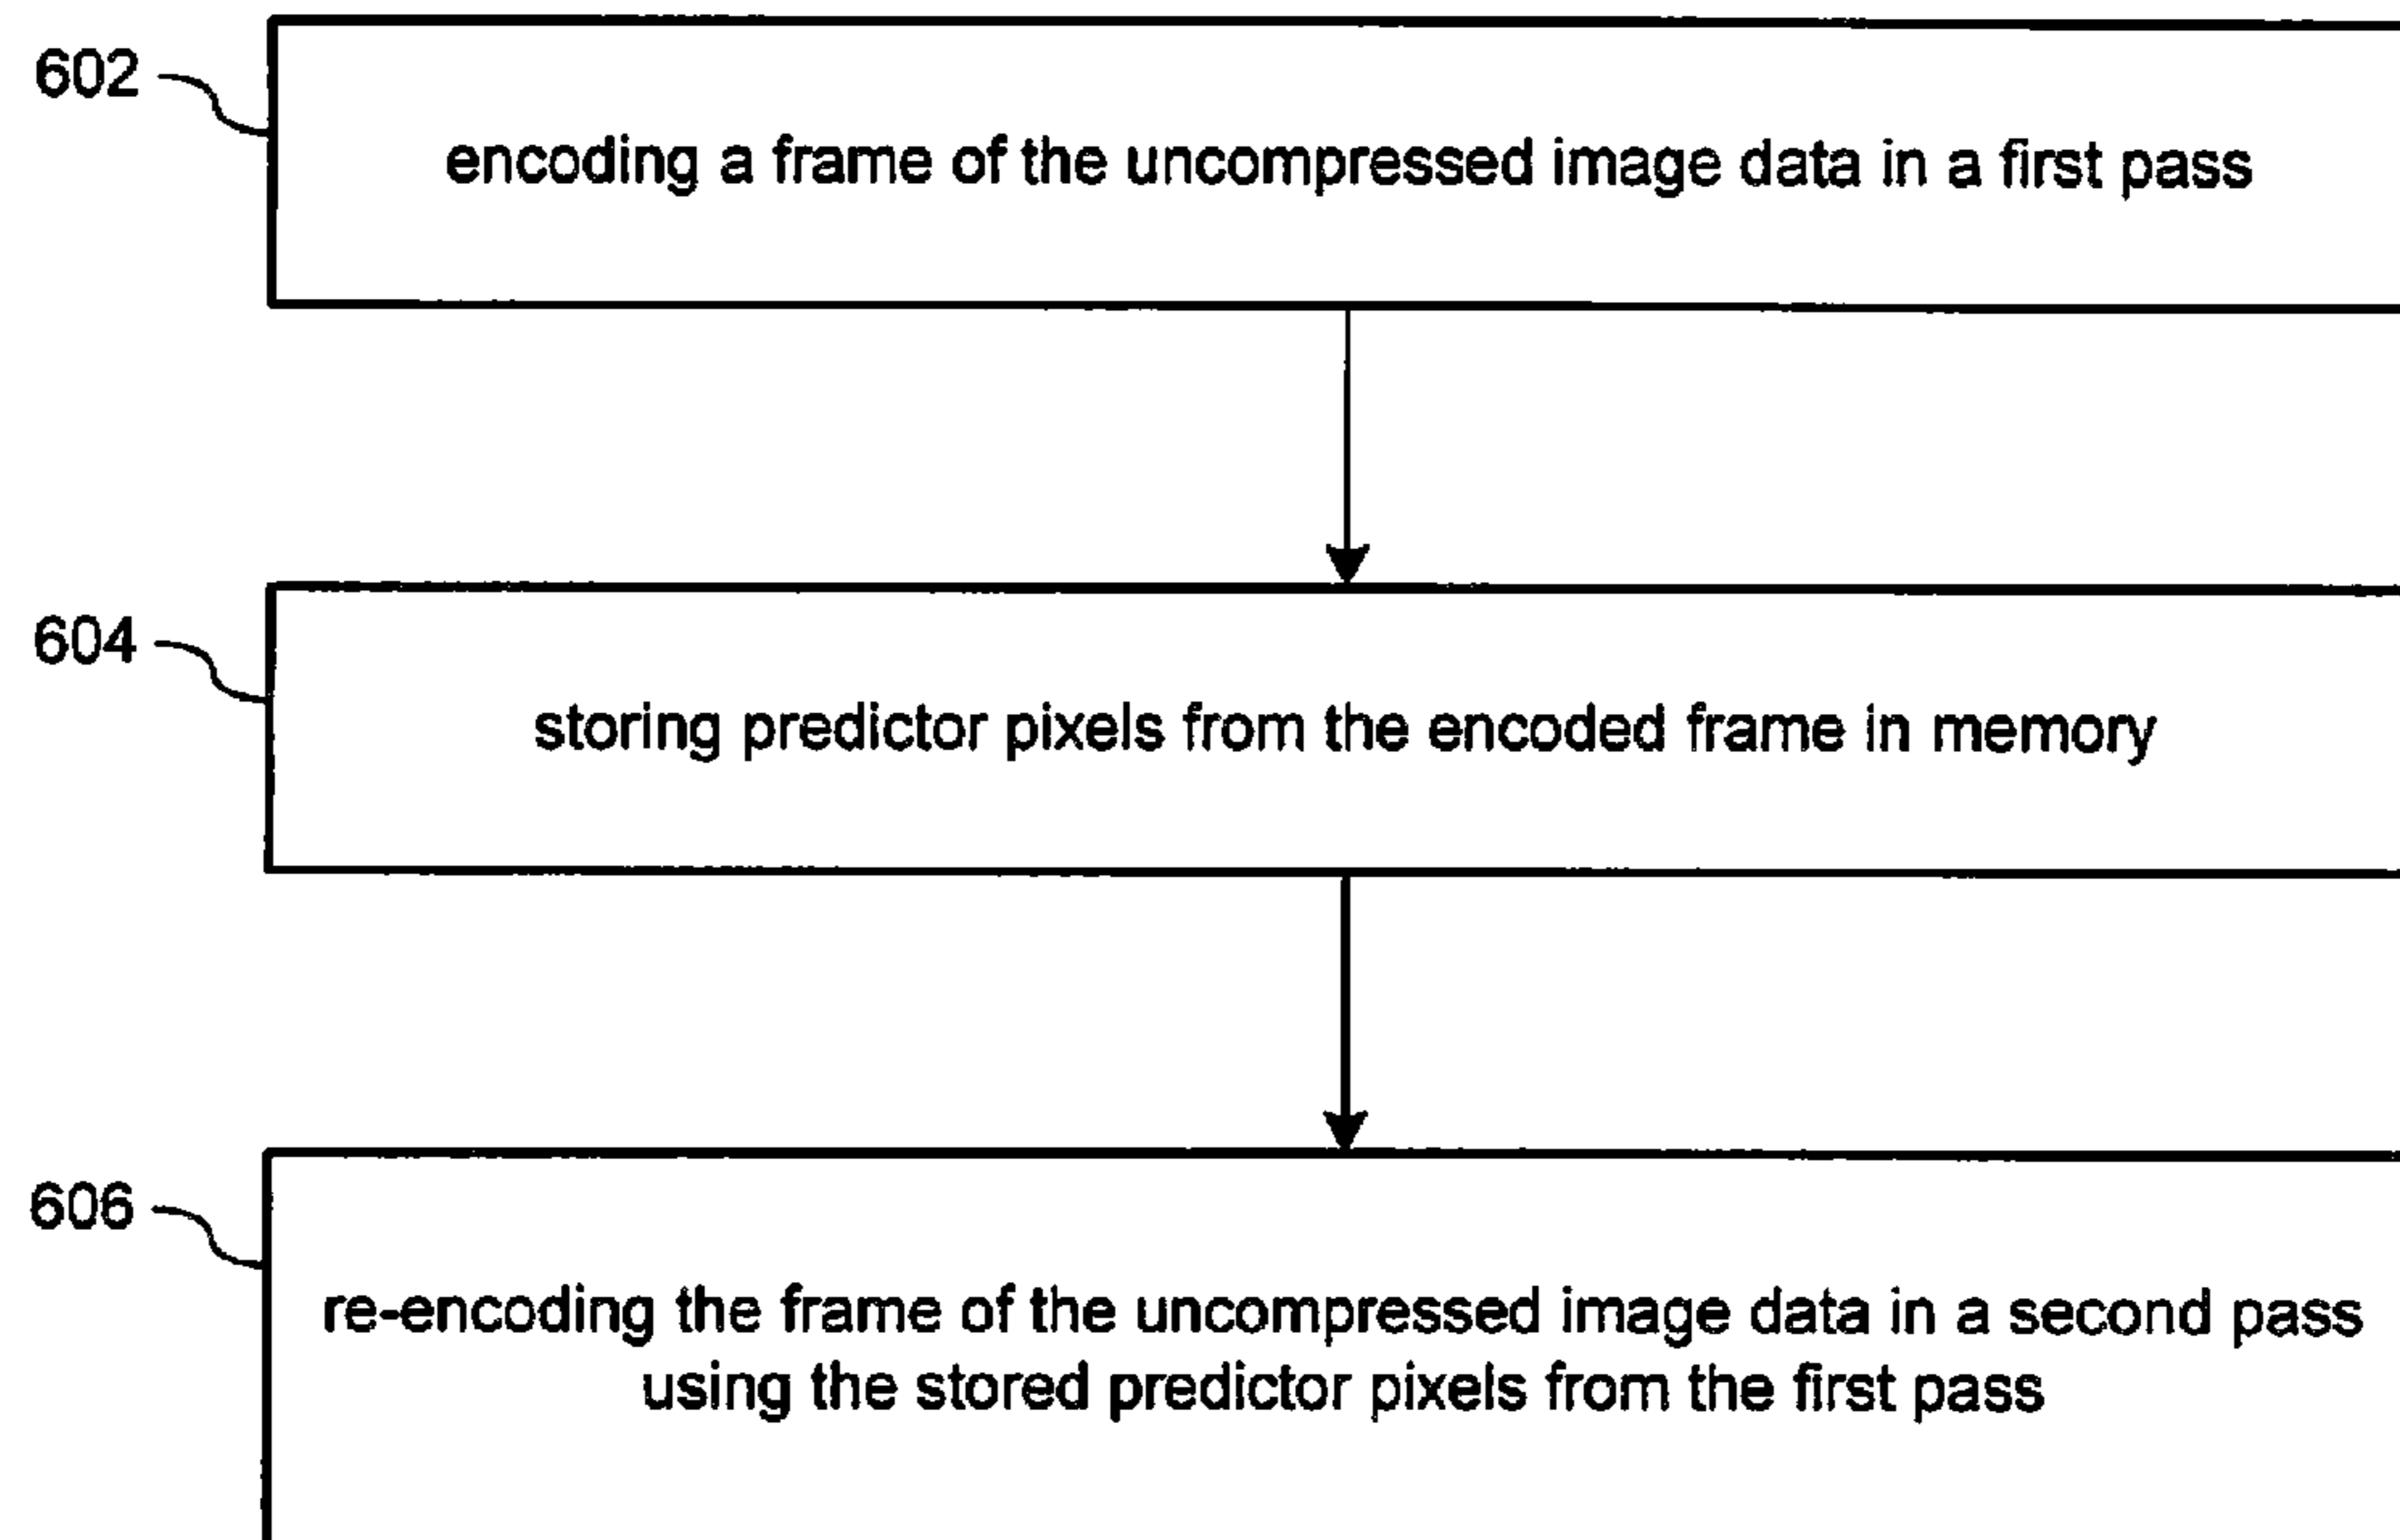 602
encoding a frame of the uncompressed image data in a first pass
604
storing predictor pixels from the encoded frame in memory
606
re-encoding the frame of the uncompressed image data in a second pass
using the stored predictor pixels from the first pass